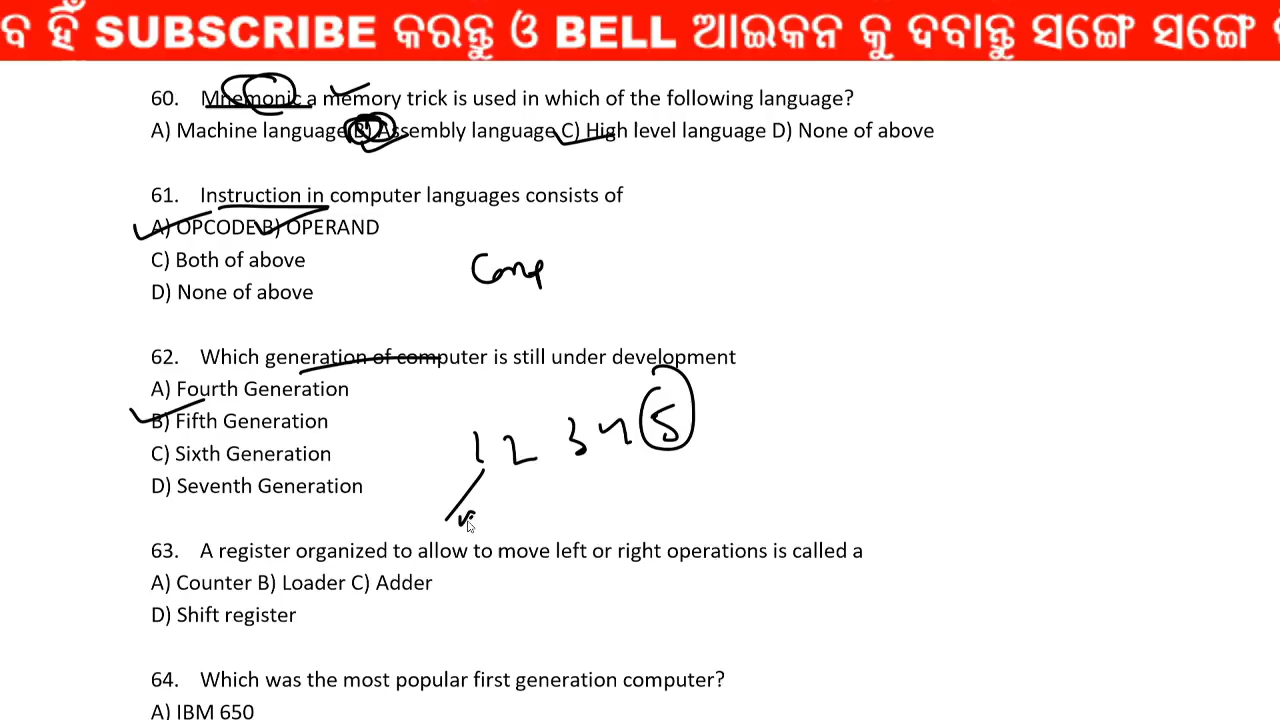 ବ ହିଁ SUBSCRIBE କରନ୍ତୁ ଓ BELL ଆଇକନ କୁ ଦବାନ୍ତୁ ସଙ୍ଗେ ସଙ୍ଗେ
60. Mnemonic a memory trick is used in which of the following language?
A) Machine language B) Assembly language C) High level language D) None of above
61. Instruction in computer languages consists of
A) OPCODE B) OPERAND
C) Both of above
Comp
D) None of above
62. Which generation of computer is still under development
A) Fourth Generation
B) Fifth Generation
1 2 3 4 5
C) Sixth Generation
D) Seventh Generation
63. A register organized to allow to move left or right operations is called a
A) Counter B) Loader C) Adder
D) Shift register
64. Which was the most popular first generation computer?
A) IBM 650